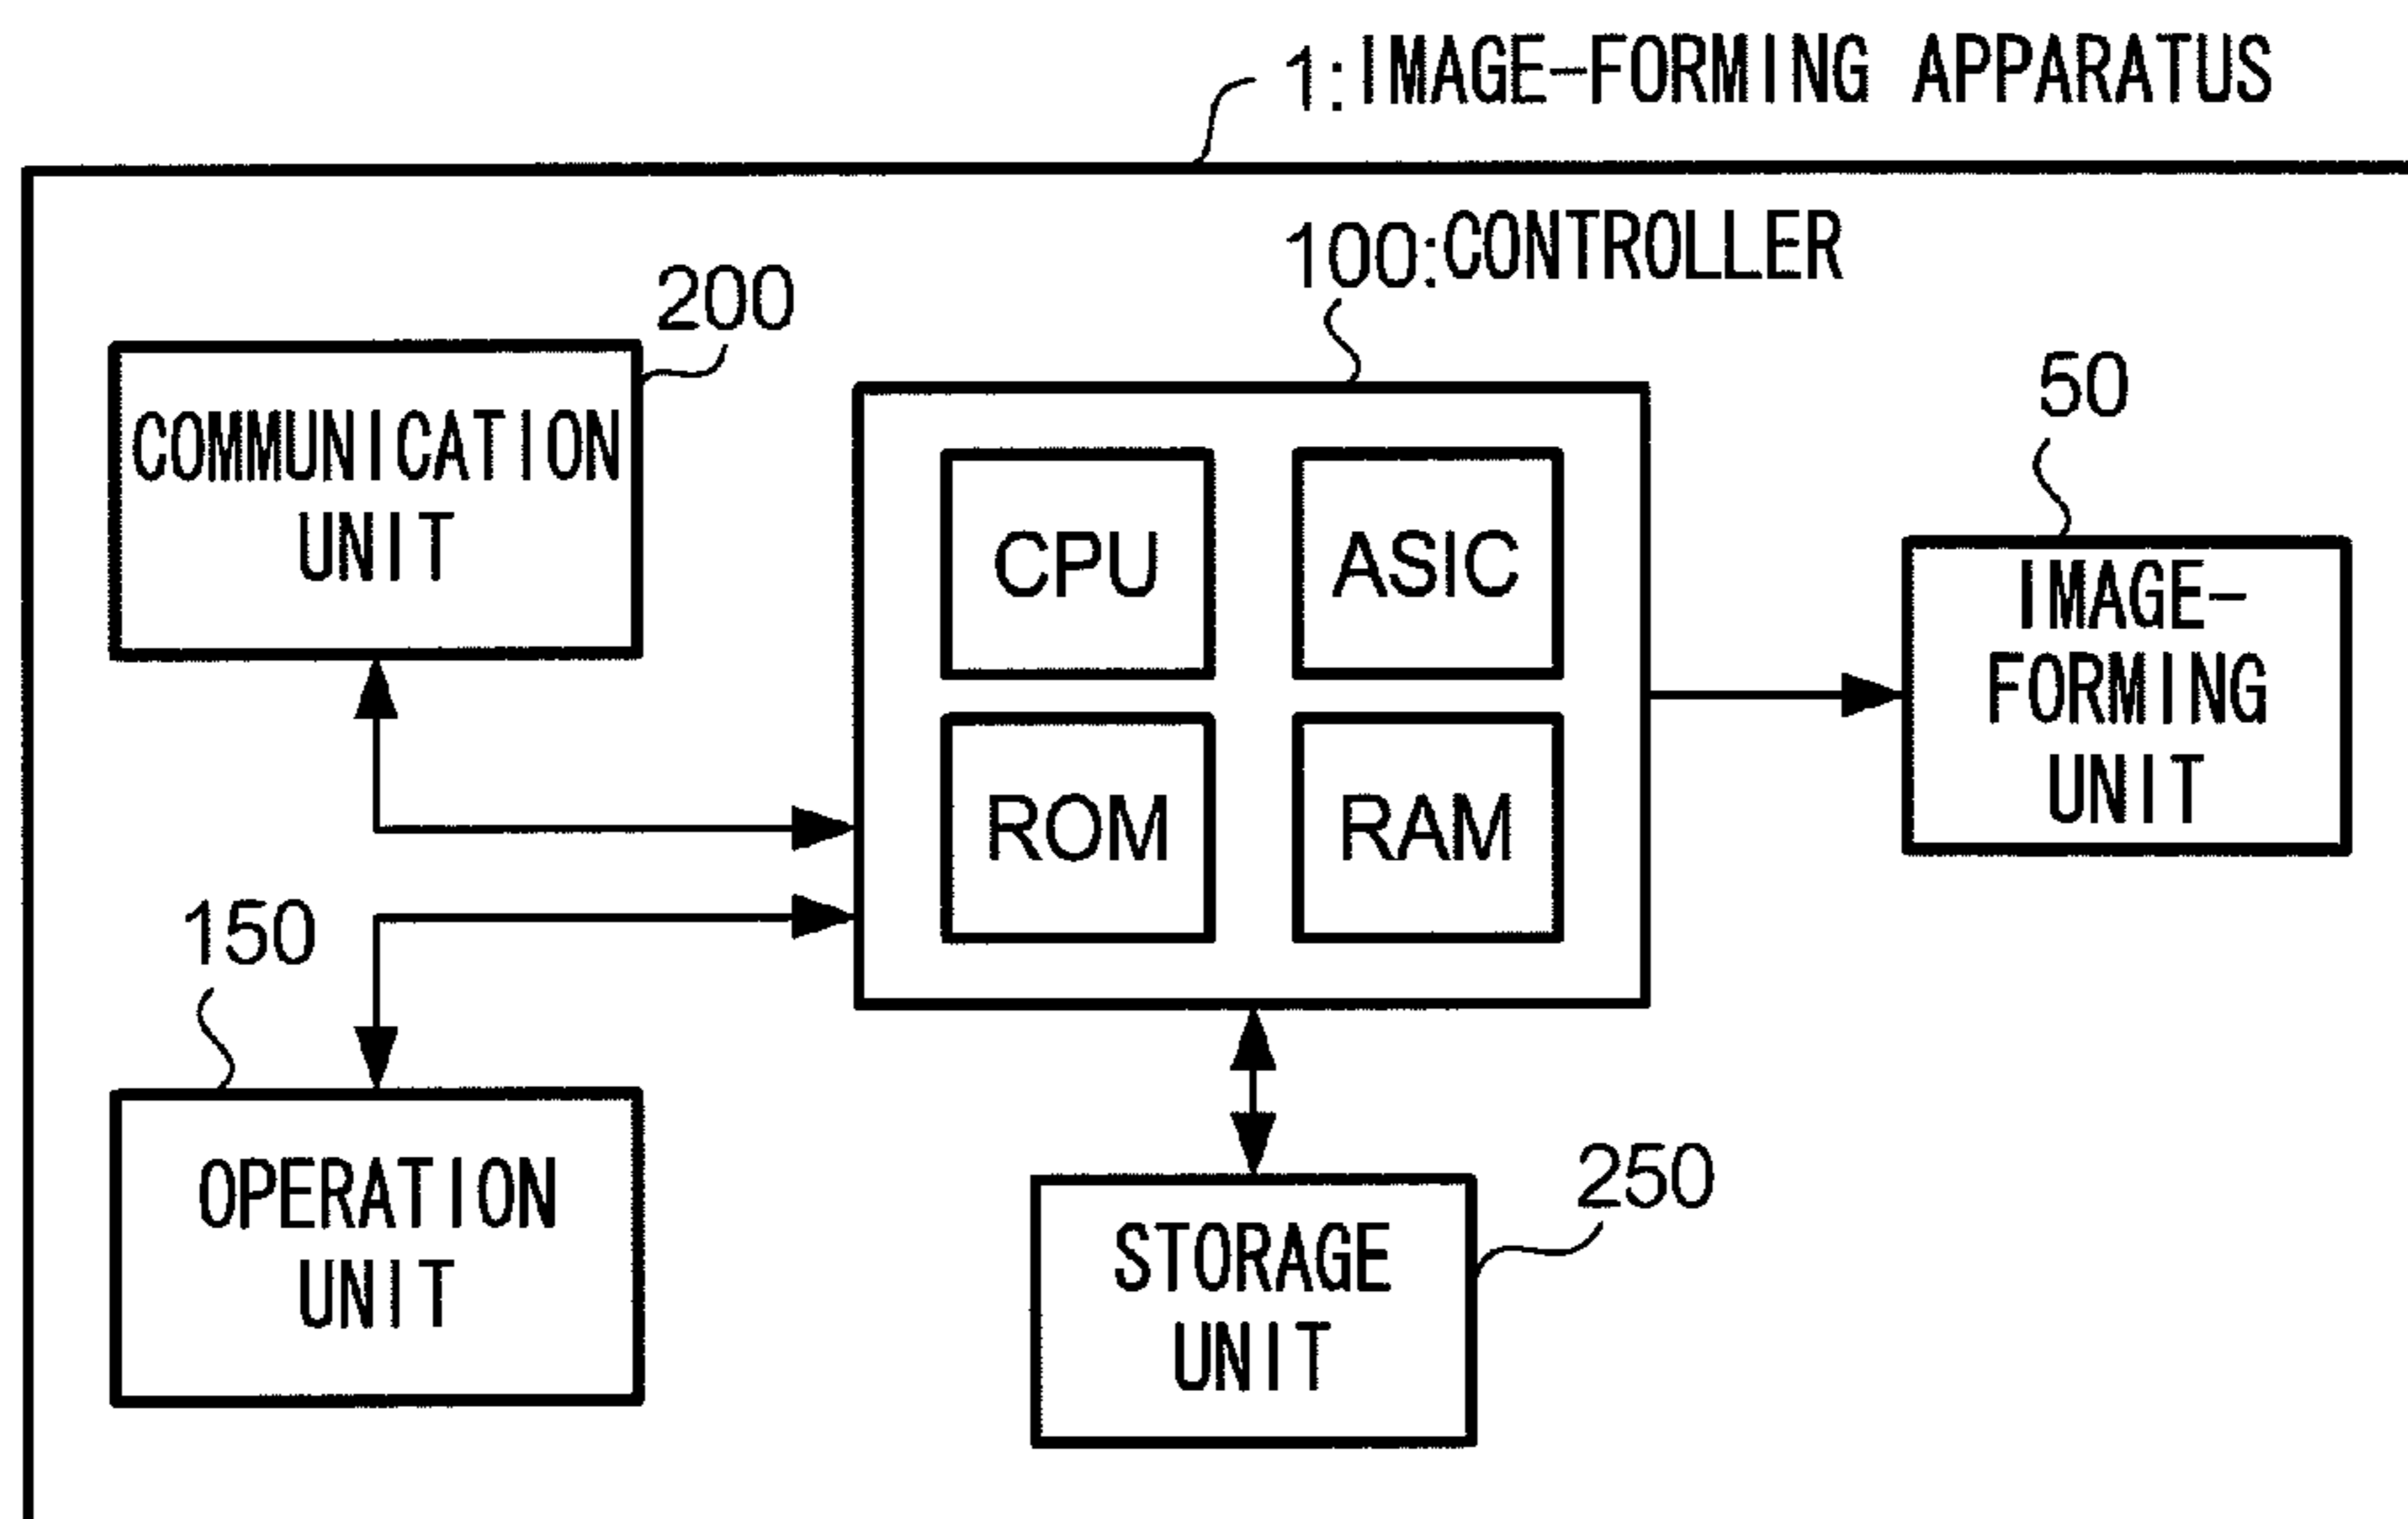 1: IMAGE-FORMING APPARATUS
100: CONTROLLER
200
COMMUNICATION
UNIT
50
CPU
ASIC
IMAGE-
FORMING
UNIT
ROM
RAM
150
OPERATION
UNIT
250
STORAGE
UNIT